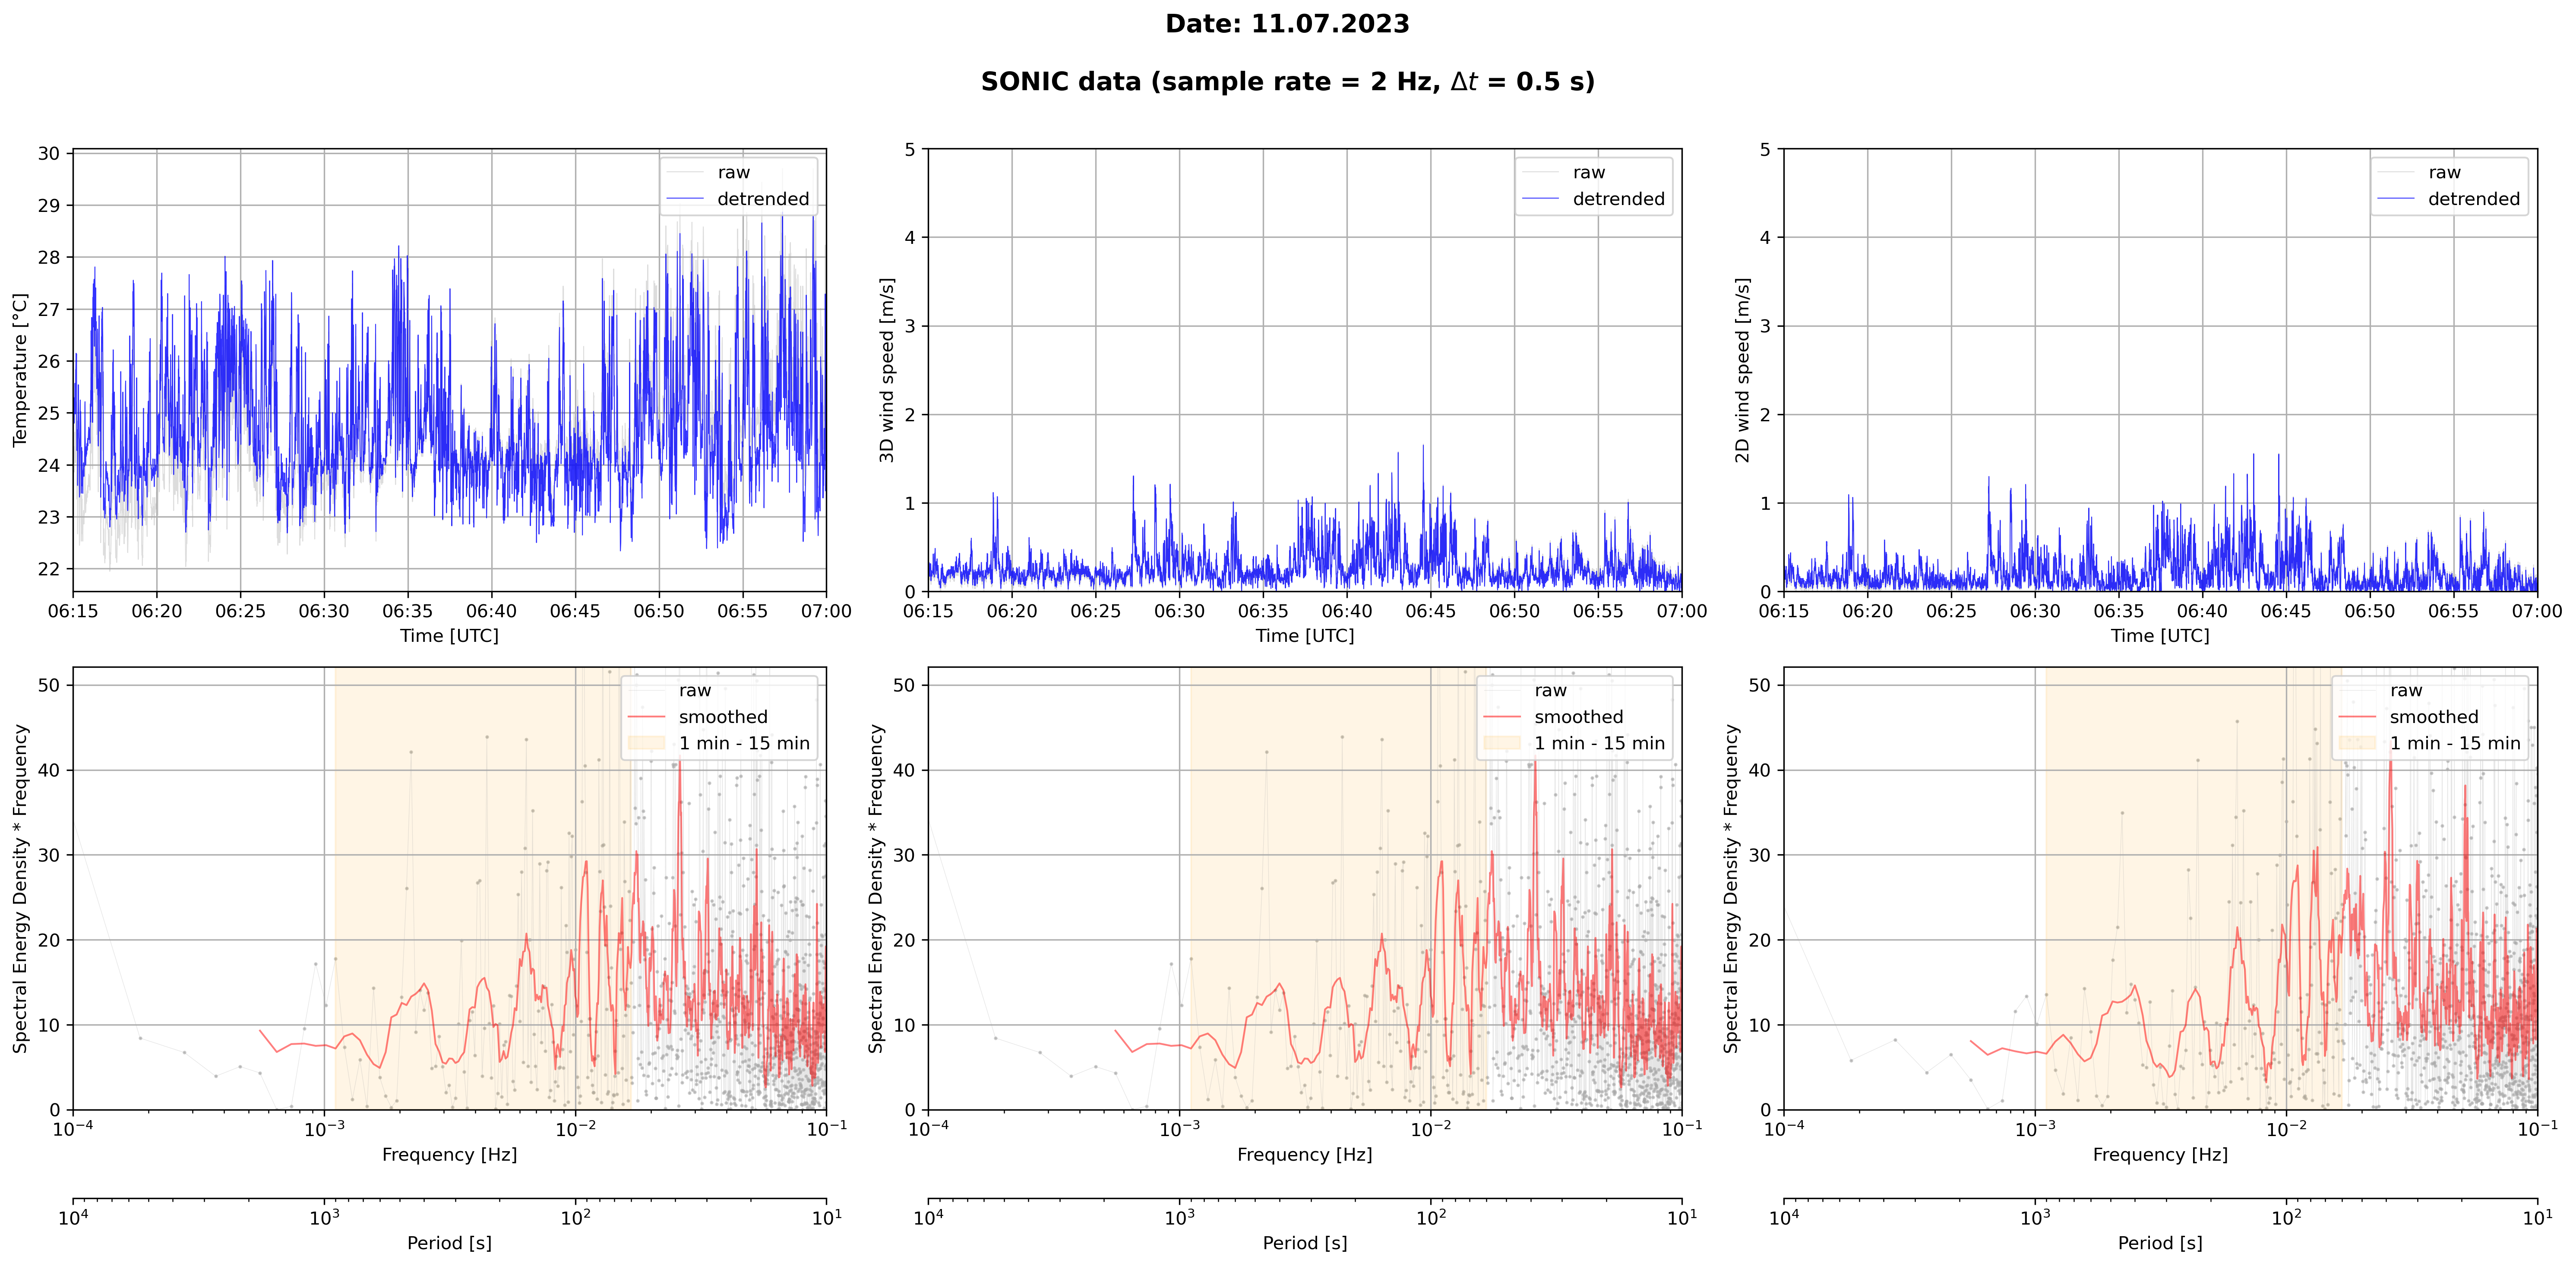 Date: 11.07.2023
SONIC data (sample rate = 2 Hz, Δt = 0.5 s)
Temperature [°C]
30
29
28
27
26
25
24
23
22
raw
detrended
06:15 06:20 06:25 06:30 06:35 06:40 06:45 06:50 06:55 07:00
Time [UTC]
3D wind speed [m/s]
5
4
3
2
1
0
raw
detrended
06:15 06:20 06:25 06:30 06:35 06:40 06:45 06:50 06:55 07:00
Time [UTC]
2D wind speed [m/s]
5
4
3
2
1
0
raw
detrended
06:15 06:20 06:25 06:30 06:35 06:40 06:45 06:50 06:55 07:00
Time [UTC]
Spectral Energy Density * Frequency
50
40
30
20
10
0
raw
smoothed
1 min - 15 min
10⁻⁴ 10⁻³ 10⁻² 10⁻¹
Frequency [Hz]
10⁴ 10³ 10² 10¹
Period [s]
Spectral Energy Density * Frequency
50
40
30
20
10
0
raw
smoothed
1 min - 15 min
10⁻⁴ 10⁻³ 10⁻² 10⁻¹
Frequency [Hz]
10⁴ 10³ 10² 10¹
Period [s]
Spectral Energy Density * Frequency
50
40
30
20
10
0
raw
smoothed
1 min - 15 min
10⁻⁴ 10⁻³ 10⁻² 10⁻¹
Frequency [Hz]
10⁴ 10³ 10² 10¹
Period [s]